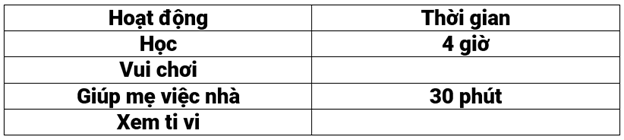 Hoạt động Thời gian
Học 4 giờ
Vui chơi
Giúp mẹ việc nhà 30 phút
Xem ti vi